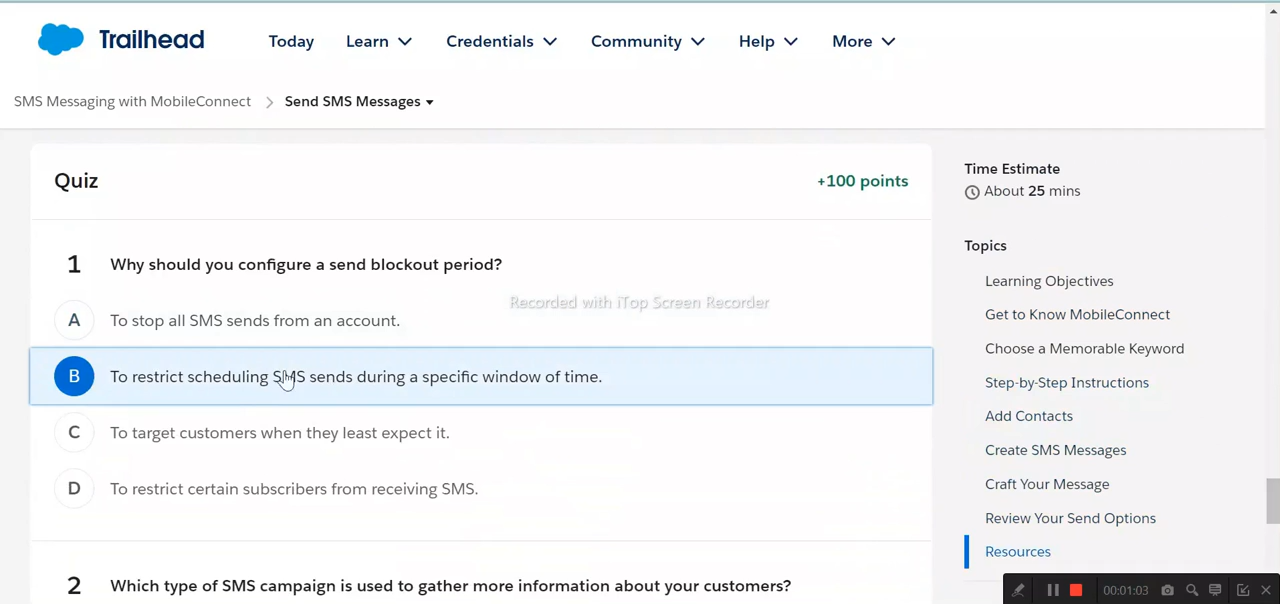 Trailhead
Today Learn Credentials Community Help More
SMS Messaging with MobileConnect > Send SMS Messages
Quiz +100 points
1 Why should you configure a send blockout period?
A To stop all SMS sends from an account.
B To restrict scheduling SMS sends during a specific window of time.
C To target customers when they least expect it.
D To restrict certain subscribers from receiving SMS.
2 Which type of SMS campaign is used to gather more information about your customers?
Recorded with iTop Screen Recorder
Time Estimate
About 25 mins
Topics
Learning Objectives
Get to Know MobileConnect
Choose a Memorable Keyword
Step-by-Step Instructions
Add Contacts
Create SMS Messages
Craft Your Message
Review Your Send Options
Resources
00:01:03